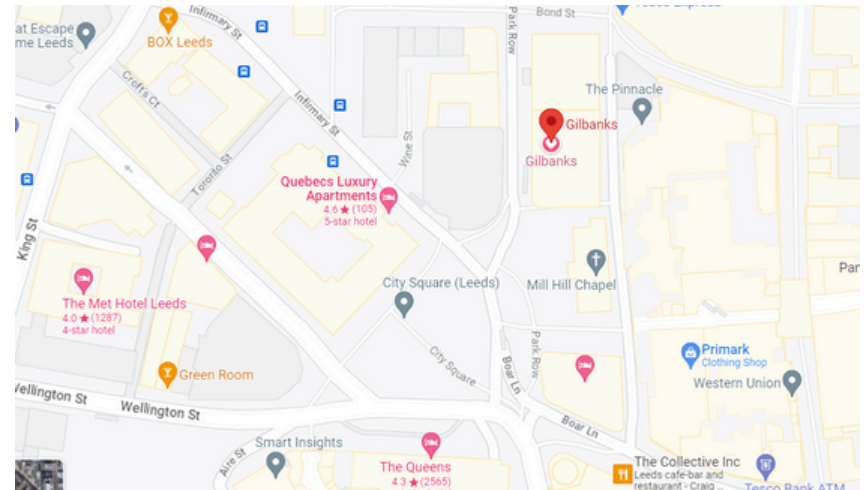 at Escape
me Leeds
BOX Leeds
Infirmary St
Bond St
Park Row
Tesco Express
Croft's Ct
Infirmary St
The Pinnacle
Gilbanks
Gilbanks
Wine St
Toronto St
Quebecs Luxury
Apartments
4.6 ★ (105)
5-star hotel
King St
City Square (Leeds)
Mill Hill Chapel
Par
The Met Hotel Leeds
4.0 ★ (1287)
4-star hotel
Park Row
Primark
Clothing Shop
City Square
Boar Ln
Green Room
Western Union
Wellington St
Wellington St
Boar Ln
Aire St
Smart Insights
The Queens
4.3 ★ (2565)
The Collective Inc
Leeds cafe-bar and
restaurant - Craig
Tesco Bank ATM